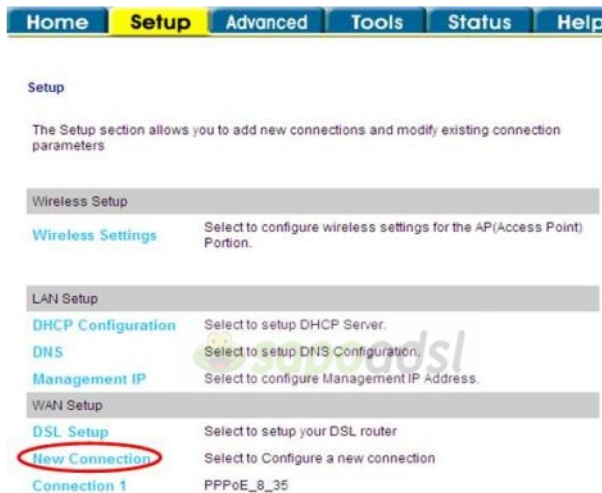 Home Setup Advanced Tools Status Help
Setup
The Setup section allows you to add new connections and modify existing connection
parameters
Wireless Setup
Wireless Settings Select to configure wireless settings for the AP(Access Point)
Portion.
LAN Setup
DHCP Configuration Select to setup DHCP Server.
DNS Select to setup DNS Configuration.
sapoadsl
Management IP Select to configure Management IP Address.
WAN Setup
DSL Setup Select to setup your DSL router
New Connection Select to Configure a new connection
Connection 1 PPPoE_8_35